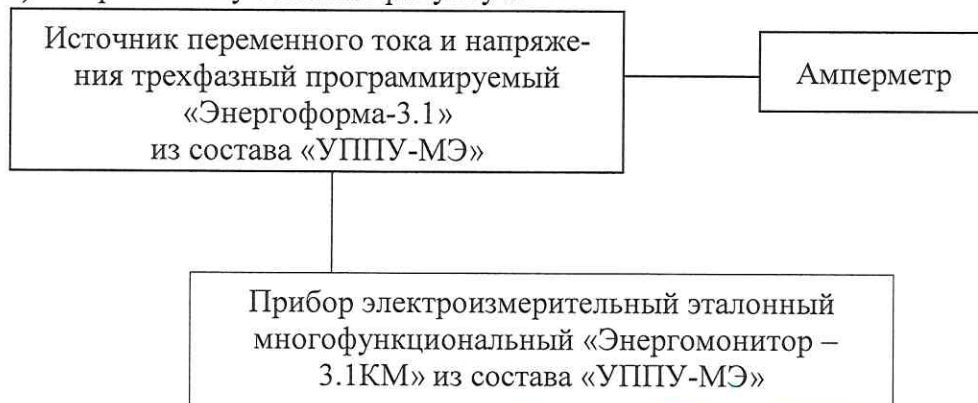 Источник переменного тока и напряже-
ния трехфазный программируемый
«Энергоформа-3.1»
из состава «УППУ-МЭ»
Амперметр
Прибор электроизмерительный эталонный
многофункциональный «Энергомонитор –
3.1КМ» из состава «УППУ-МЭ»